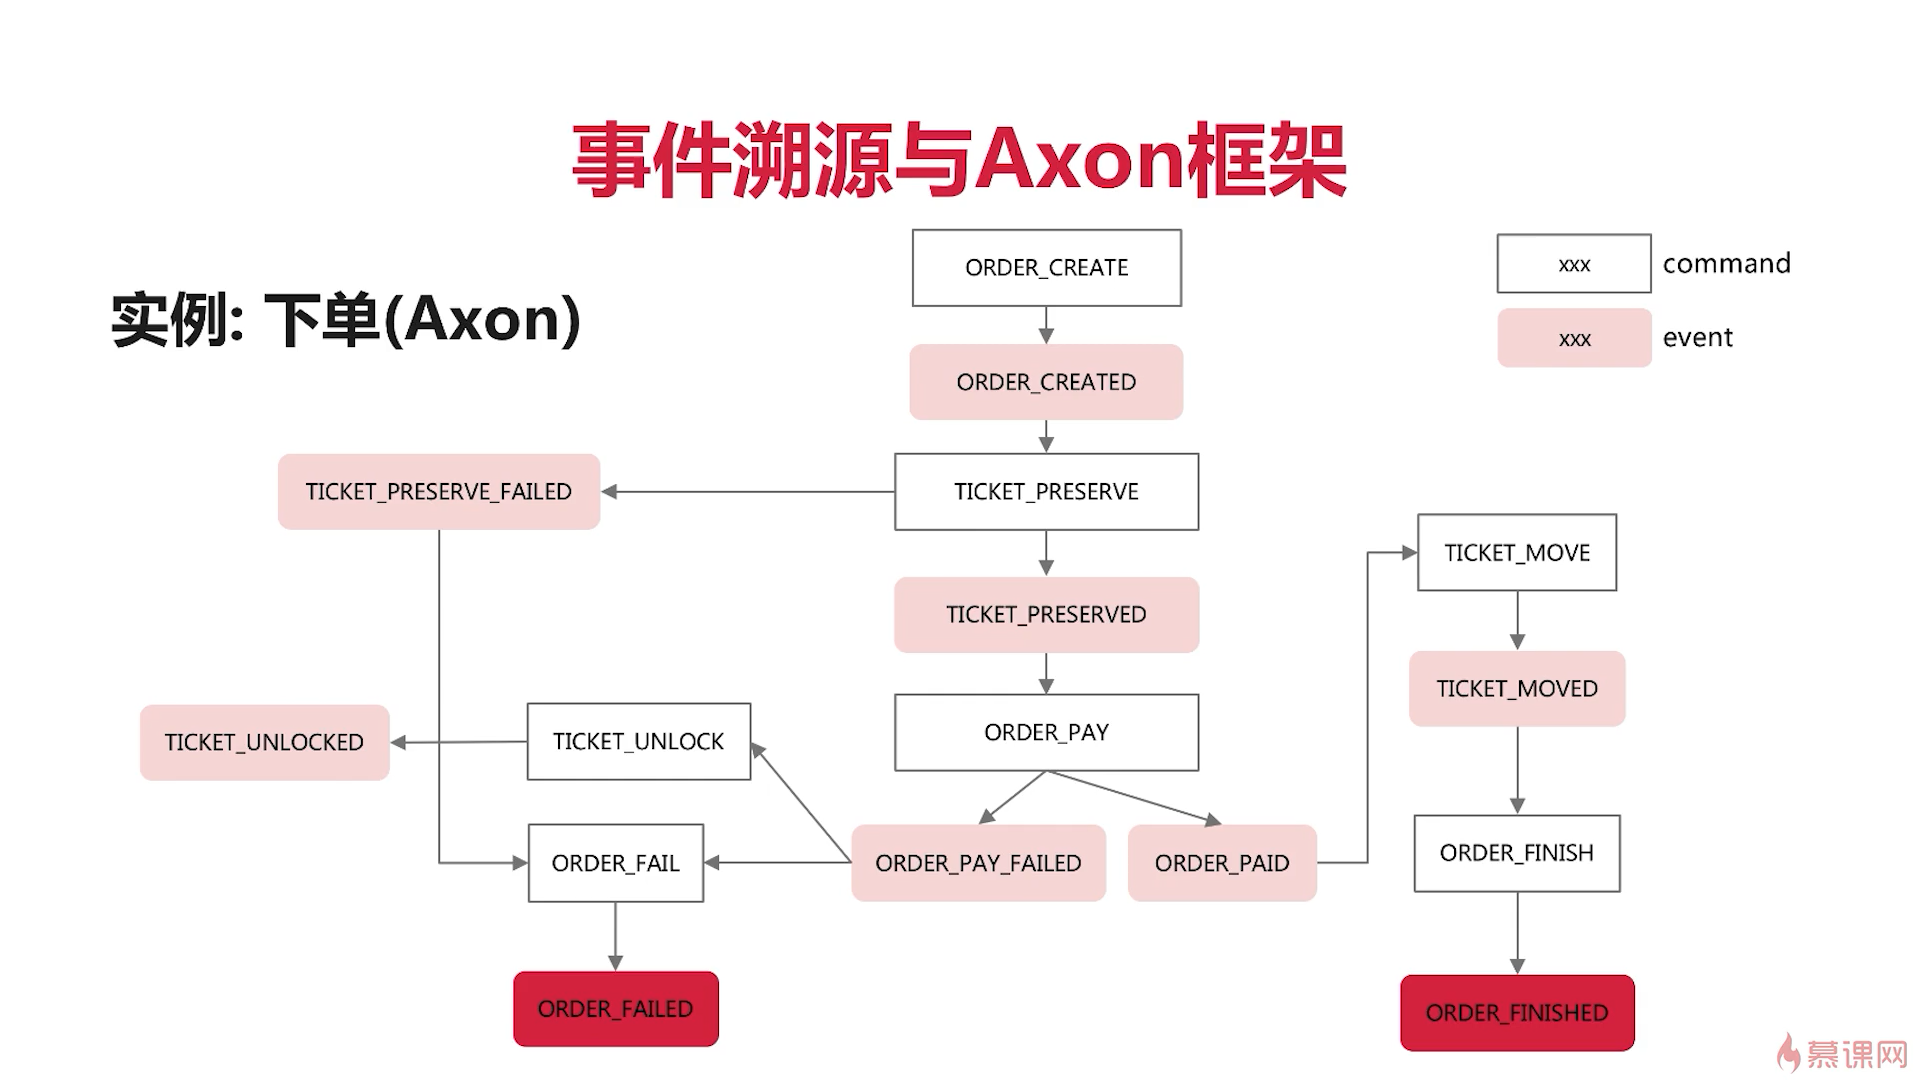 事件溯源与Axon框架
实例: 下单(Axon)
ORDER_CREATE
xxx command
xxx event
ORDER_CREATED
TICKET_PRESERVE_FAILED
TICKET_PRESERVE
TICKET_MOVE
TICKET_PRESERVED
TICKET_MOVED
TICKET_UNLOCKED
TICKET_UNLOCK
ORDER_PAY
ORDER_FAIL
ORDER_PAY_FAILED
ORDER_PAID
ORDER_FINISH
ORDER_FAILED
ORDER_FINISHED
慕课网